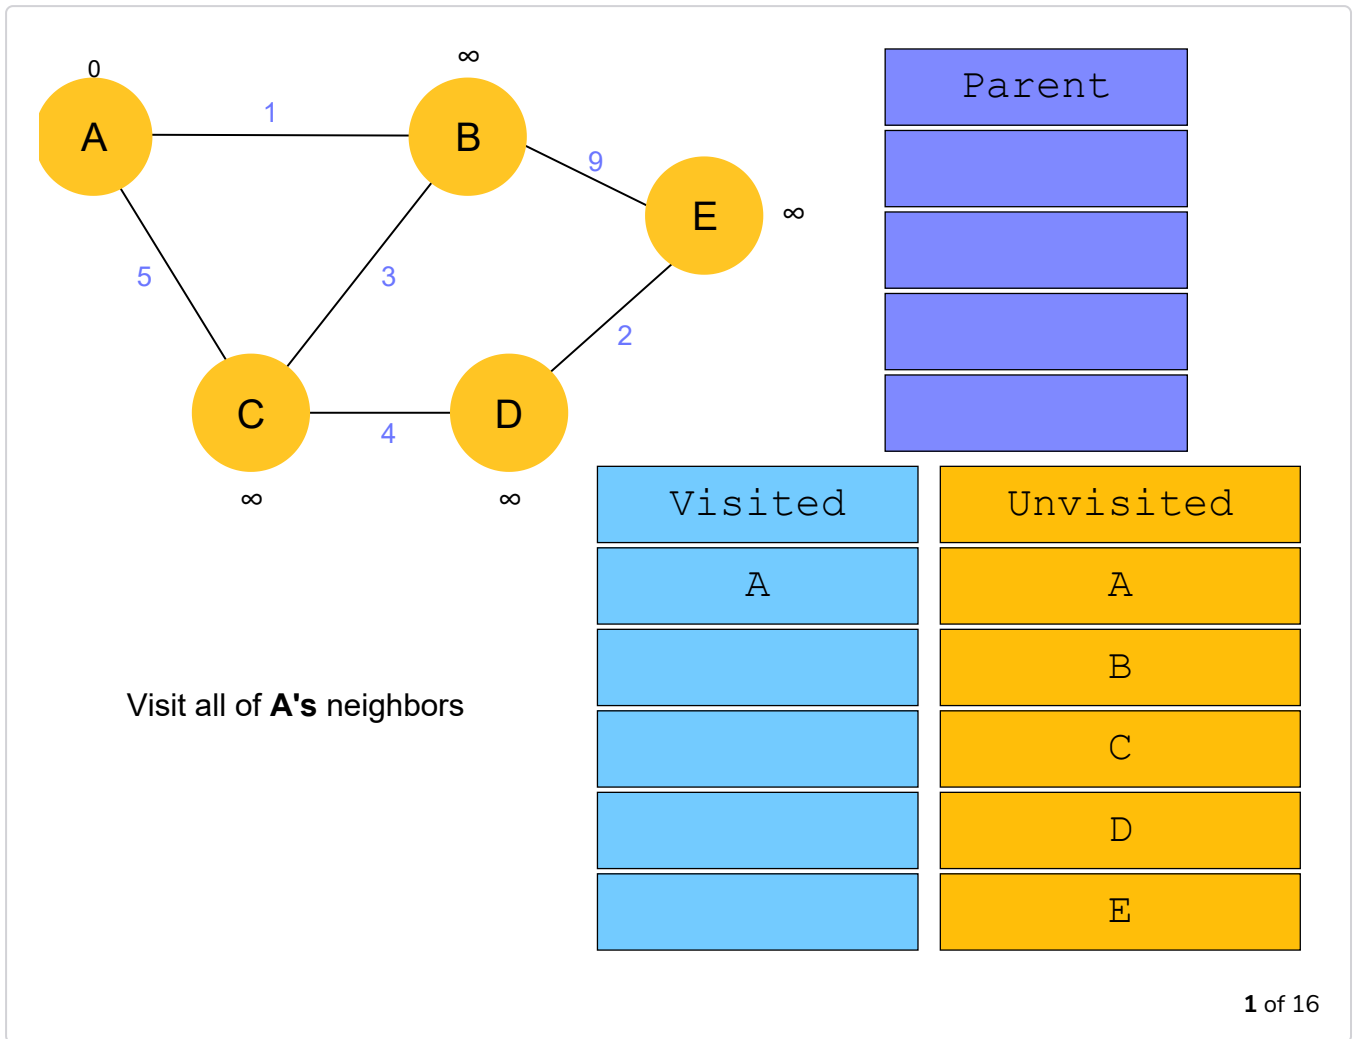 0
∞
A
1
B
9
E
∞
5
3
2
C
4
D
∞
∞
Parent
Visited
Unvisited
A
A
B
C
D
E
Visit all of A's neighbors
1 of 16